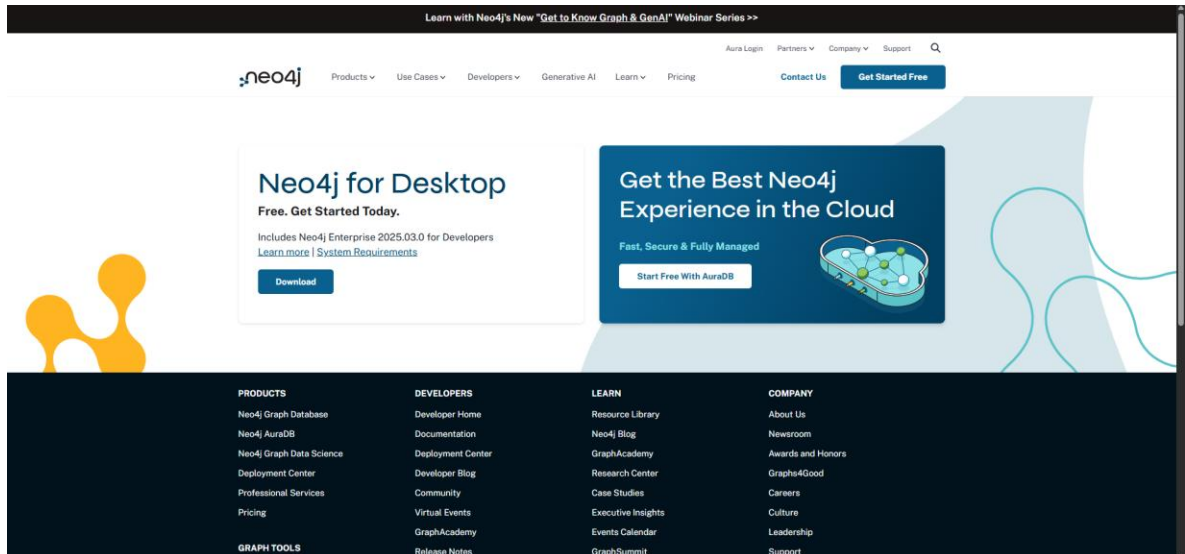 Learn with Neo4j's New "Get to Know Graph & GenAI" Webinar Series >>
Aura Login Partners Company Support
neo4j Products Use Cases Developers Generative AI Learn Pricing Contact Us Get Started Free
Neo4j for Desktop
Free. Get Started Today.
Includes Neo4j Enterprise 2025.03.0 for Developers
Learn more | System Requirements
Download
Get the Best Neo4j
Experience in the Cloud
Fast, Secure & Fully Managed
Start Free With AuraDB
PRODUCTS
Neo4j Graph Database
Neo4j AuraDB
Neo4j Graph Data Science
Deployment Center
Professional Services
Pricing
GRAPH TOOLS
DEVELOPERS
Developer Home
Documentation
Deployment Center
Developer Blog
Community
Virtual Events
GraphAcademy
Release Notes
LEARN
Resource Library
Neo4j Blog
GraphAcademy
Research Center
Case Studies
Executive Insights
Events Calendar
GraphSummit
COMPANY
About Us
Newsroom
Awards and Honors
Graphs4Good
Careers
Culture
Leadership
Support